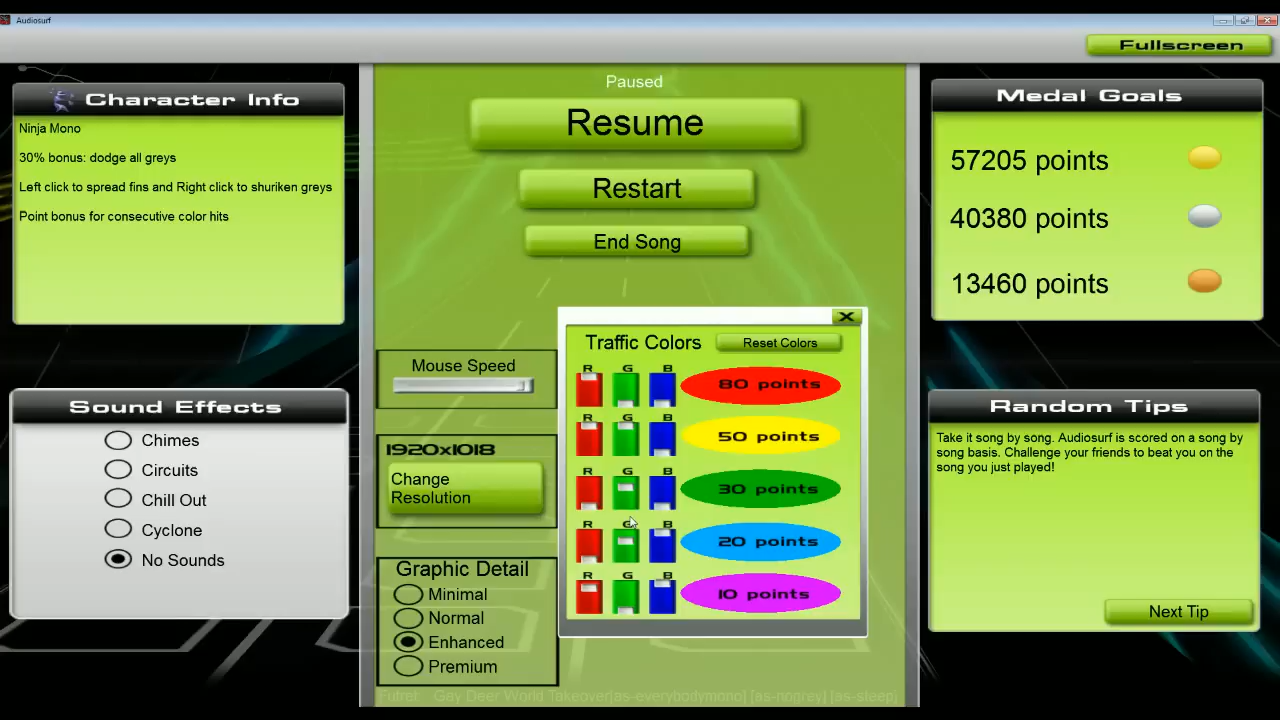 Audiosurf
Fullscreen
Character Info
Ninja Mono
30% bonus: dodge all greys
Left click to spread fins and Right click to shuriken greys
Point bonus for consecutive color hits
Sound Effects
Chimes
Circuits
Chill Out
Cyclone
No Sounds
Paused
Resume
Restart
End Song
Mouse Speed
1920x1018
Change
Resolution
Graphic Detail
Minimal
Normal
Enhanced
Premium
X
Traffic Colors
Reset Colors
R G B
80 points
R G B
50 points
R G B
30 points
R G B
20 points
R G B
10 points
Futret Gay Deer World Takeover[as-everybodymono] [as-nogrey] [as-sleep]
Medal Goals
57205 points
40380 points
13460 points
Random Tips
Take it song by song. Audiosurf is scored on a song by
song basis. Challenge your friends to beat you on the
song you just played!
Next Tip